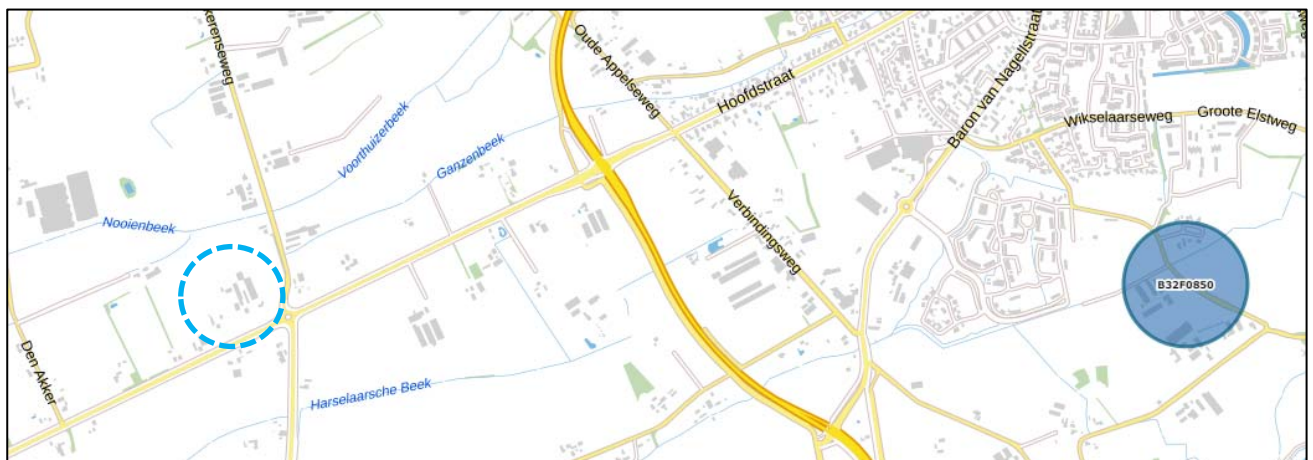 kerenseweg
Oude Appelseweg
Hoofdstraat
Baron van Nagellstraat
Wikselaarseweg
Groote Elstweg
Voorthuizerbeek
Ganzenbeek
Nooienbeek
Verbindingsweg
B32F0850
Den Akker
Harselaarsche Beek